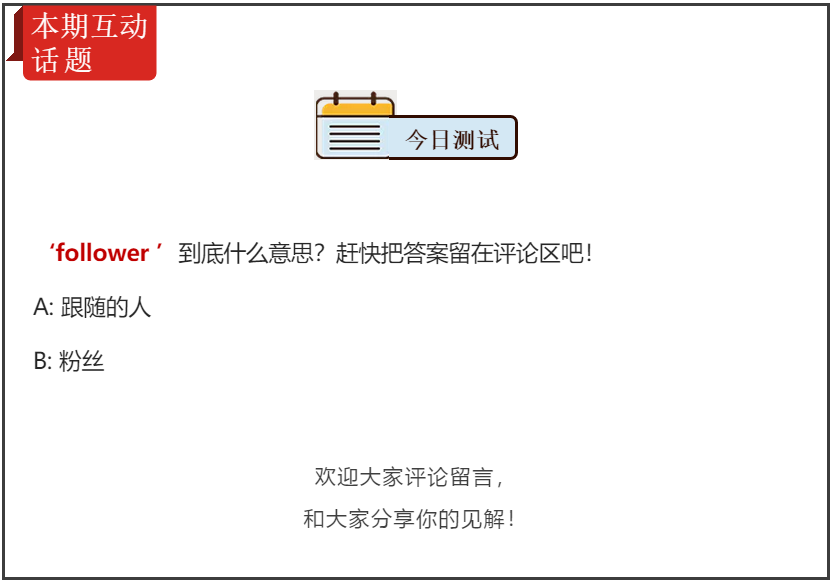 本期互动
话题
今日测试
‘follower ’到底什么意思？赶快把答案留在评论区吧！
A: 跟随的人
B: 粉丝
欢迎大家评论留言，
和大家分享你的见解！